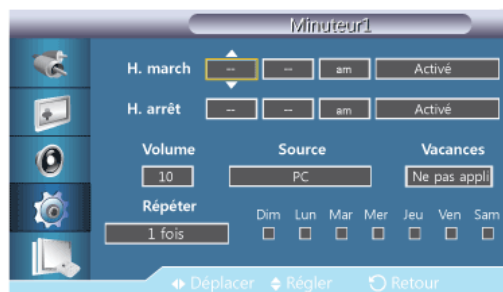 Minuteur1
H. march -- -- am Activé
H. arrêt -- -- am Activé
Volume Source Vacances
10 PC Ne pas appli
Répéter Dim Lun Mar Mer Jeu Ven Sam
1 fois
Déplacer Régler Retour